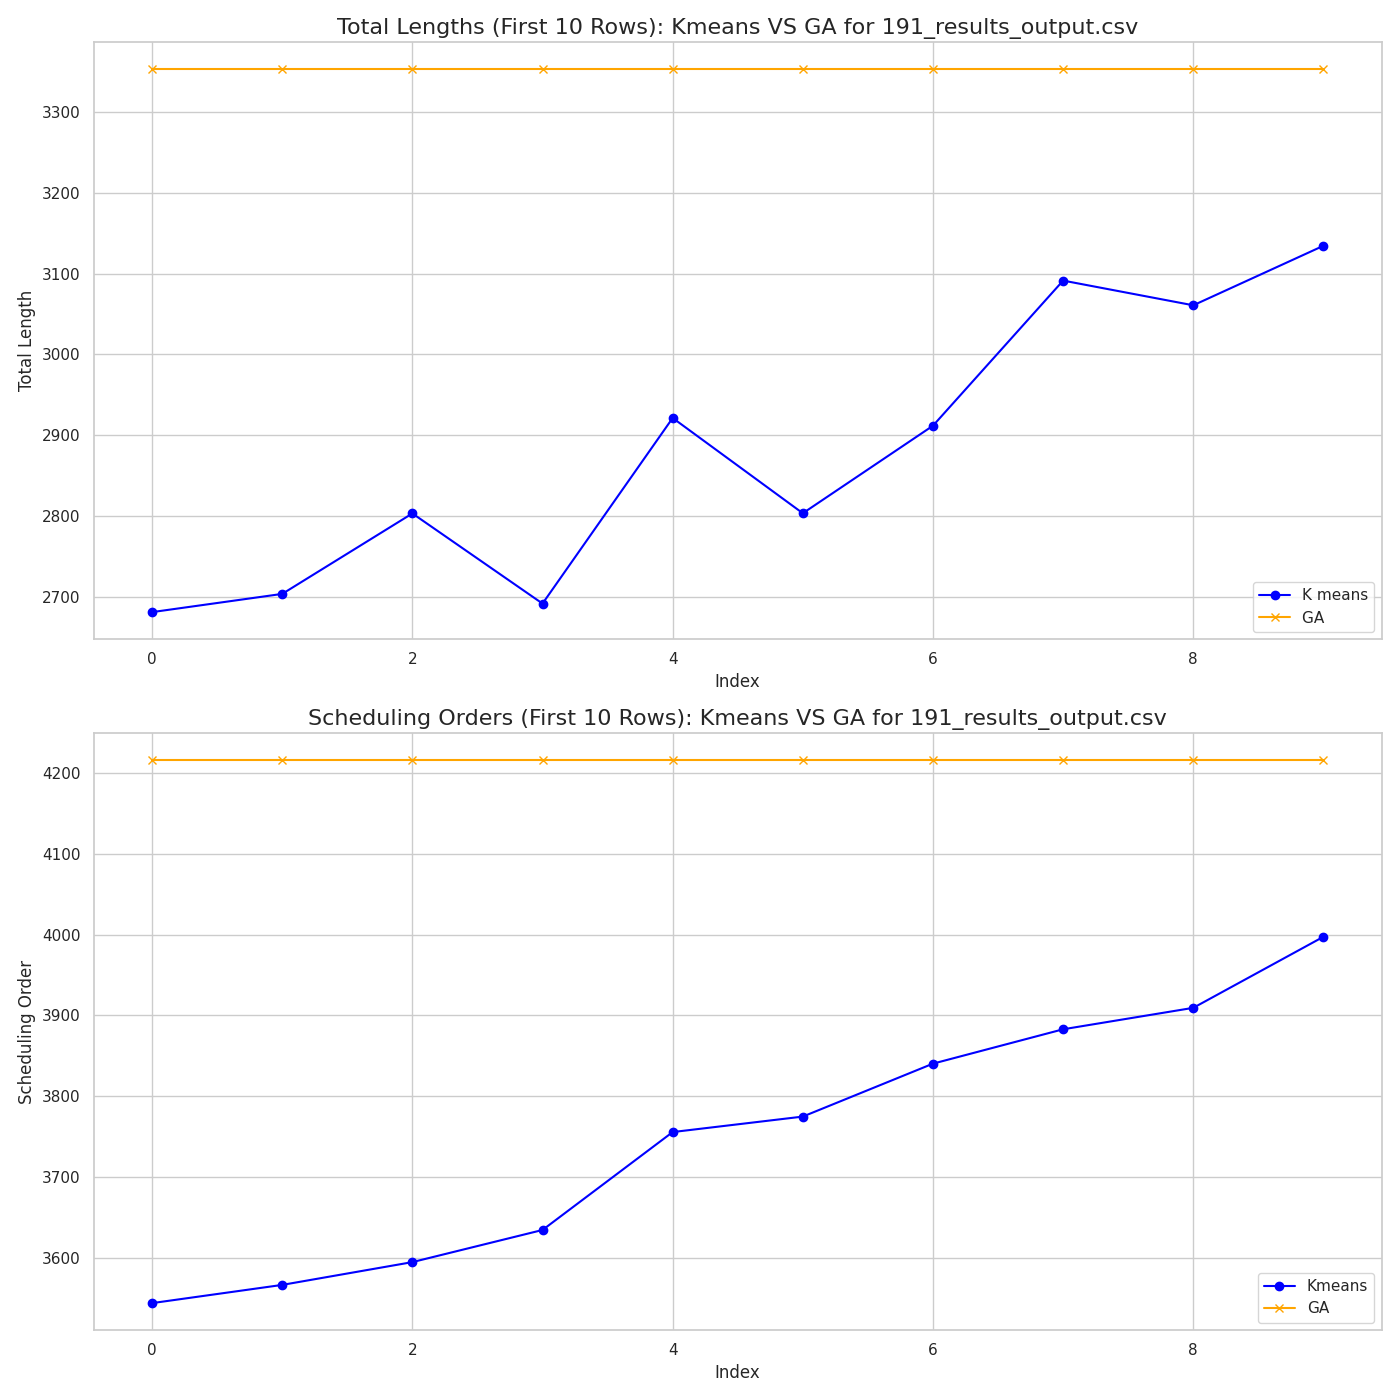 Total Lengths (First 10 Rows): Kmeans VS GA for 191_results_output.csv
3300
3200
3100
3000
2900
2800
2700
Total Length
K means
GA
0 2 4 6 8
Index
Scheduling Orders (First 10 Rows): Kmeans VS GA for 191_results_output.csv
4200
4100
4000
3900
3800
3700
3600
Scheduling Order
Kmeans
GA
0 2 4 6 8
Index